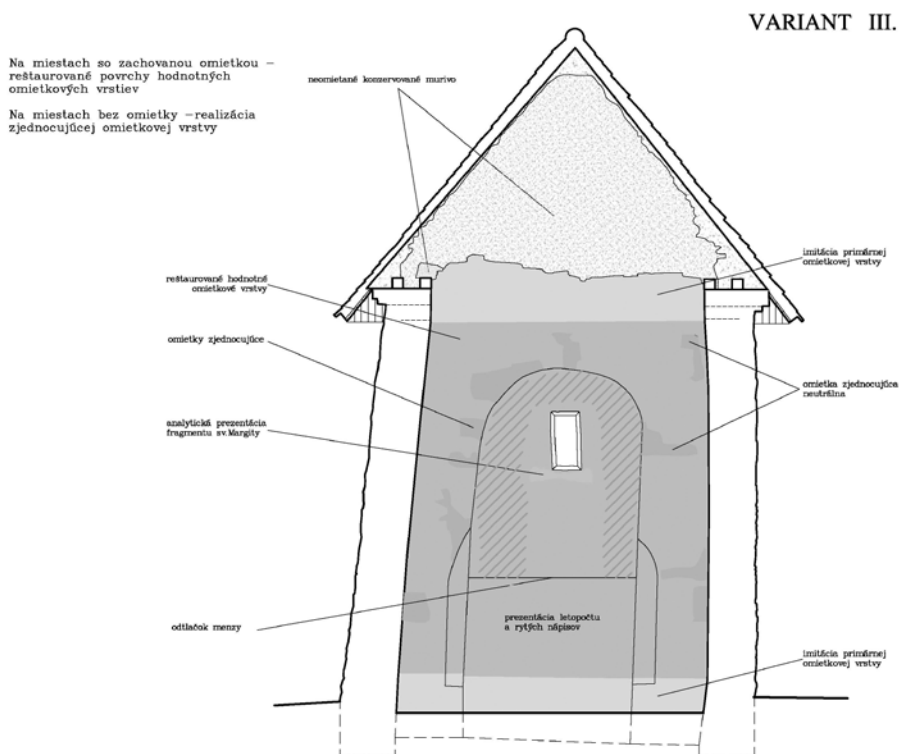 VARIANT III.
Na miestach so zachovanou omietkou –
reštaurované povrchy hodnotných
omietkových vrstiev
Na miestach bez omietky –realizácia
zjednocujúcej omietkovej vrstvy
neomietané konzervované murivo
imitácia primárnej
omietkovej vrstvy
reštaurované hodnotné
omietkové vrstvy
omietky zjednocujúce
omietka zjednocujúca
neutrálna
analytická prezentácia
fragmentu sv.Margity
odtlačok menzy
prezentácia letopočtu
a rytých nápisov
imitácia primárnej
omietkovej vrstvy